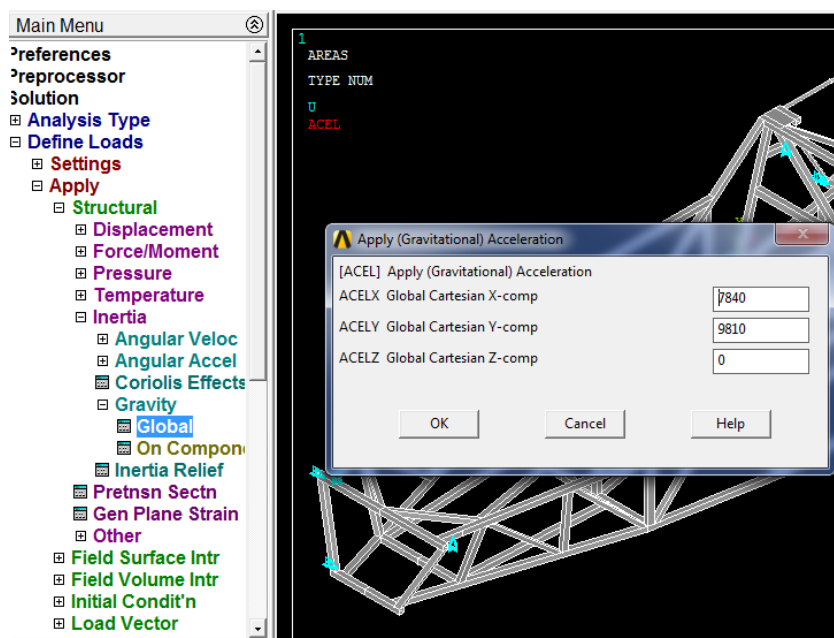 Main Menu
Preferences
Preprocessor
Solution
Analysis Type
Define Loads
Settings
Apply
Structural
Displacement
Force/Moment
Pressure
Temperature
Inertia
Angular Veloc
Angular Accel
Coriolis Effects
Gravity
Global
On Compon
Inertia Relief
Pretnsn Sectn
Gen Plane Strain
Other
Field Surface Intr
Field Volume Intr
Initial Condit'n
Load Vector
1
AREAS
TYPE NUM
U
ACEL
Apply (Gravitational) Acceleration
[ACEL] Apply (Gravitational) Acceleration
ACELX Global Cartesian X-comp 7840
ACELY Global Cartesian Y-comp 9810
ACELZ Global Cartesian Z-comp 0
OK Cancel Help